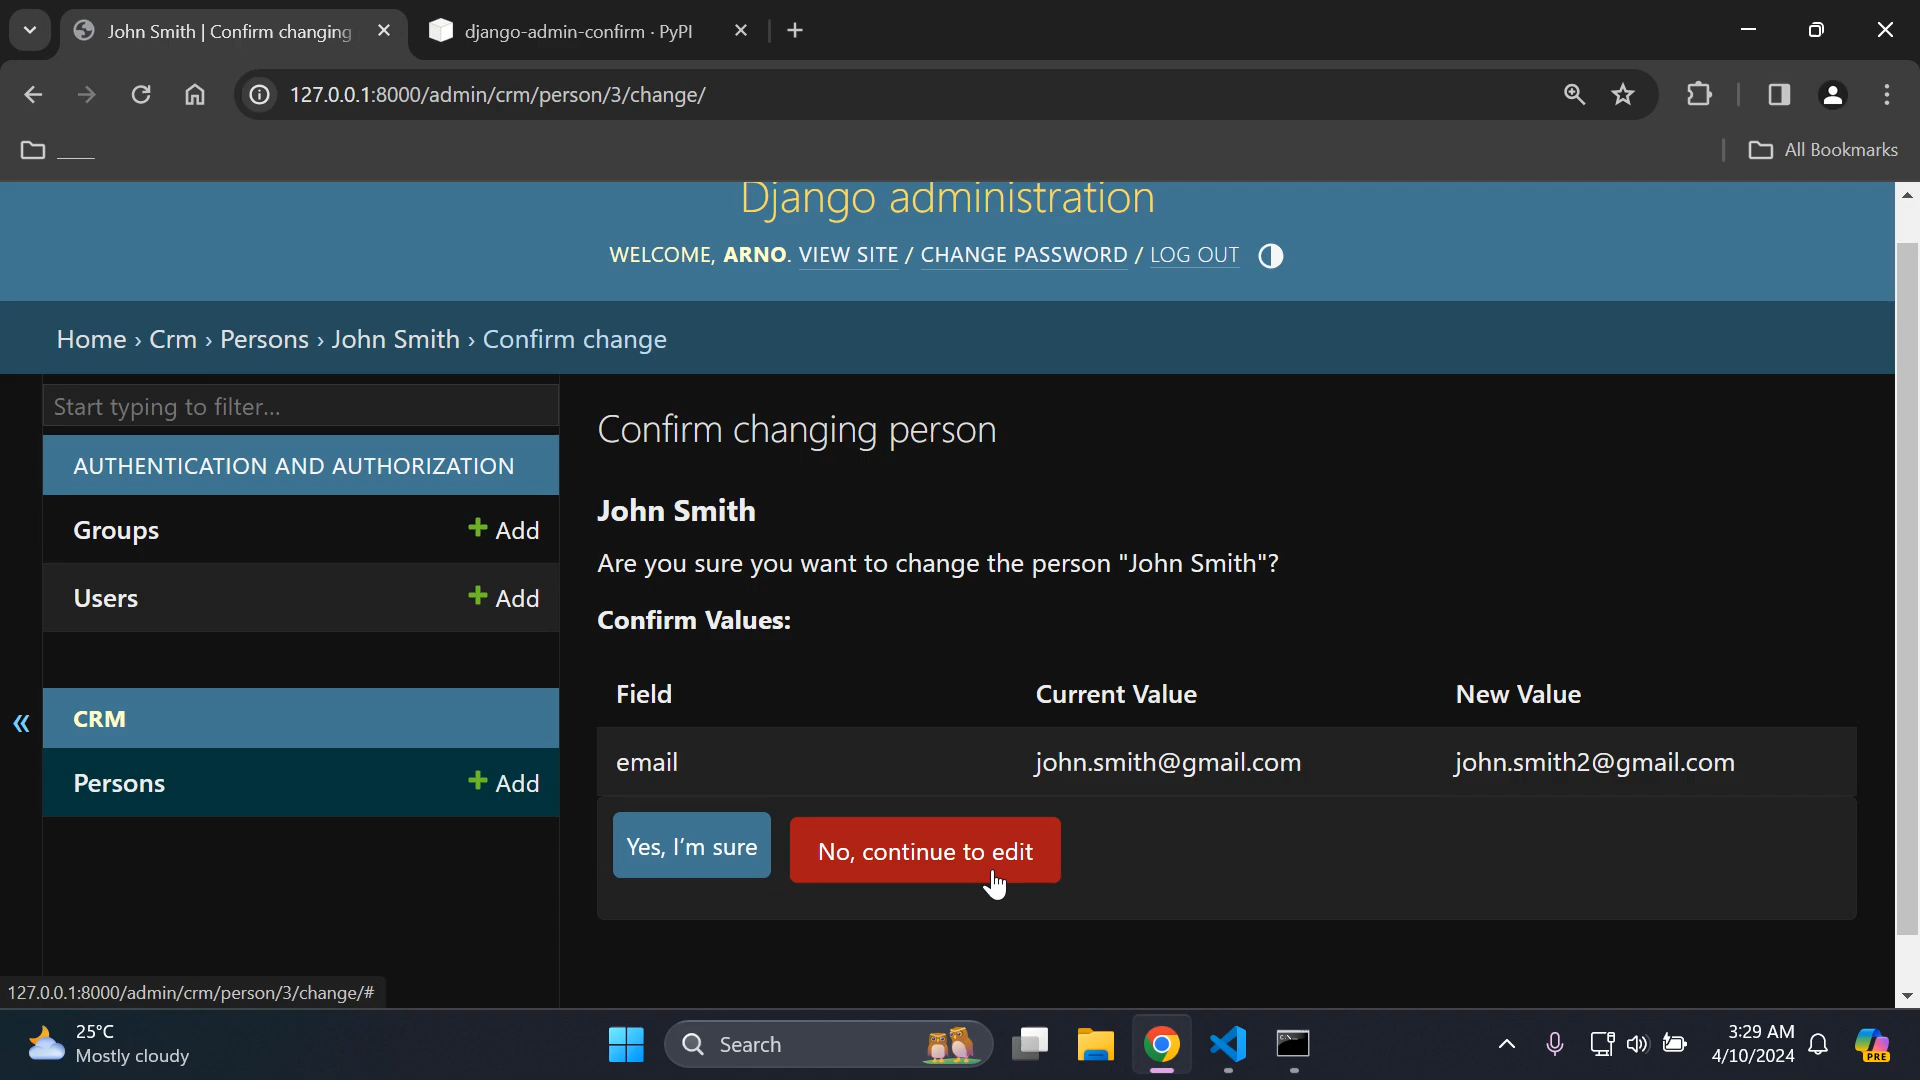 John Smith | Confirm changing
django-admin-confirm · PyPI
127.0.0.1:8000/admin/crm/person/3/change/
____
All Bookmarks
Django administration
WELCOME, ARNO. VIEW SITE / CHANGE PASSWORD / LOG OUT
Home › Crm › Persons › John Smith › Confirm change
Start typing to filter...
AUTHENTICATION AND AUTHORIZATION
Groups + Add
Users + Add
CRM
Persons + Add
«
Confirm changing person
John Smith
Are you sure you want to change the person "John Smith"?
Confirm Values:
Field Current Value New Value
email john.smith@gmail.com john.smith2@gmail.com
Yes, I'm sure No, continue to edit
127.0.0.1:8000/admin/crm/person/3/change/#
25°C
Mostly cloudy
Search
3:29 AM
4/10/2024
PRE